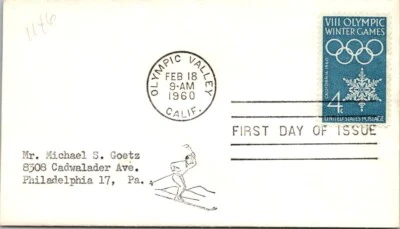 1146
VIII OLYMPIC
WINTER GAMES
CALIFORNIA 1960
4¢
UNITED STATES POSTAGE
OLYMPIC VALLEY
FEB 18
9-AM
1960
CALIF.
FIRST DAY OF ISSUE
Mr. Michael S. Goetz
8308 Cadwalader Ave.
Philadelphia 17, Pa.